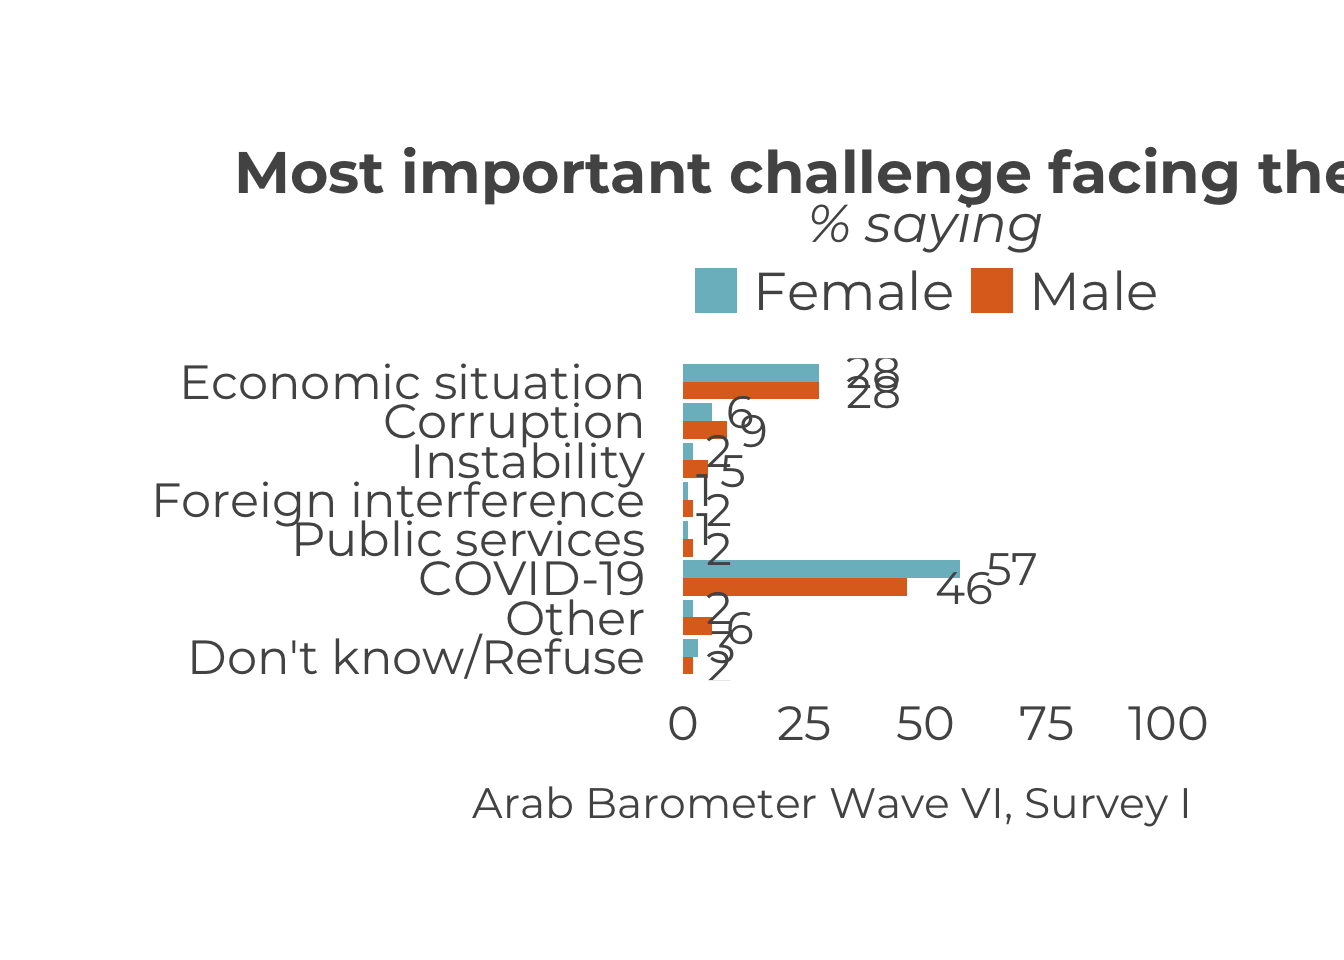 Most important challenge facing the
% saying
Female Male
Economic situation 28 28
Corruption 6 9
Instability 2 5
Foreign interference 1 2
Public services 1 2
COVID-19 57 46
Other 2 6
Don't know/Refuse 3 2
0 25 50 75 100
Arab Barometer Wave VI, Survey I